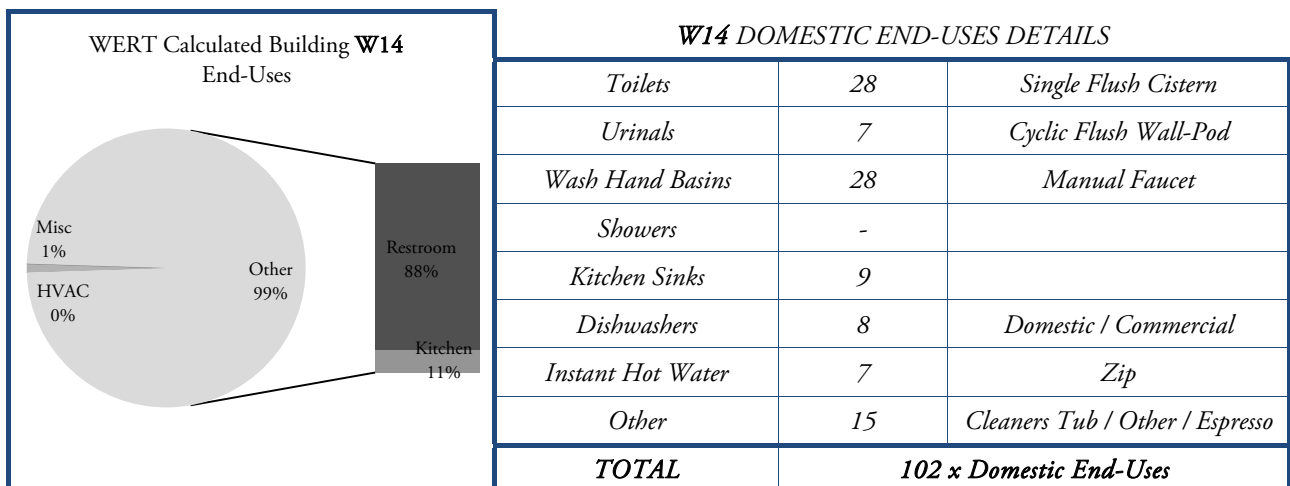 WERT Calculated Building W14
End-Uses
Misc
1%
HVAC
0%
Other
99%
Restroom
88%
Kitchen
11%
W14 DOMESTIC END-USES DETAILS
Toilets 28 Single Flush Cistern
Urinals 7 Cyclic Flush Wall-Pod
Wash Hand Basins 28 Manual Faucet
Showers -
Kitchen Sinks 9
Dishwashers 8 Domestic / Commercial
Instant Hot Water 7 Zip
Other 15 Cleaners Tub / Other / Espresso
TOTAL 102 x Domestic End-Uses